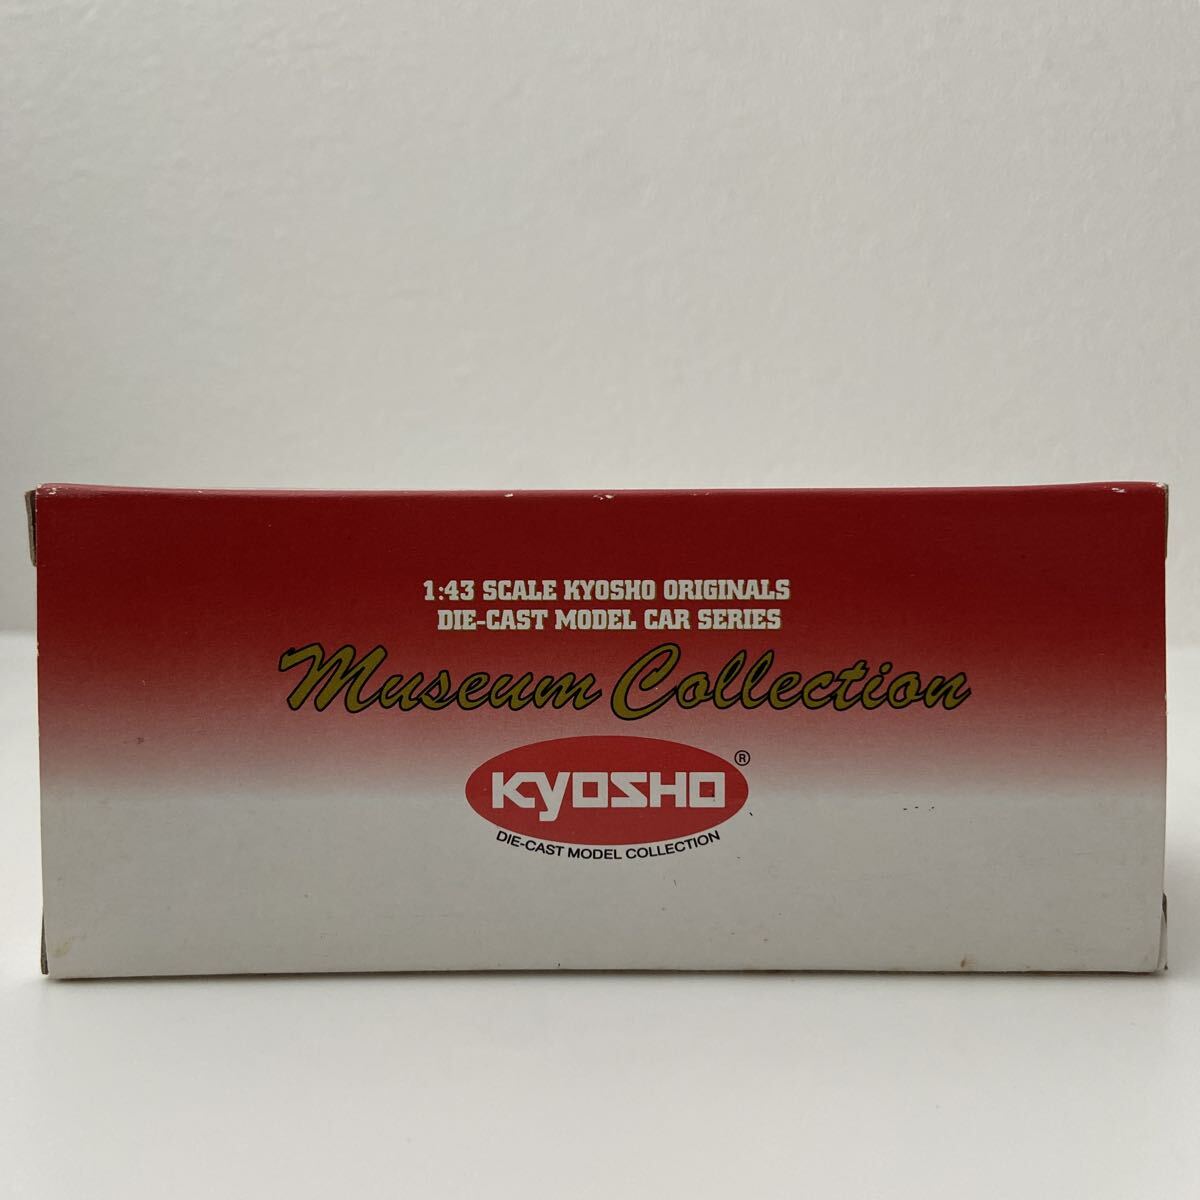 1:43 SCALE KYOSHO ORIGINALS
DIE-CAST MODEL CAR SERIES
Museum Collection
KYOSHO ®
DIE-CAST MODEL COLLECTION